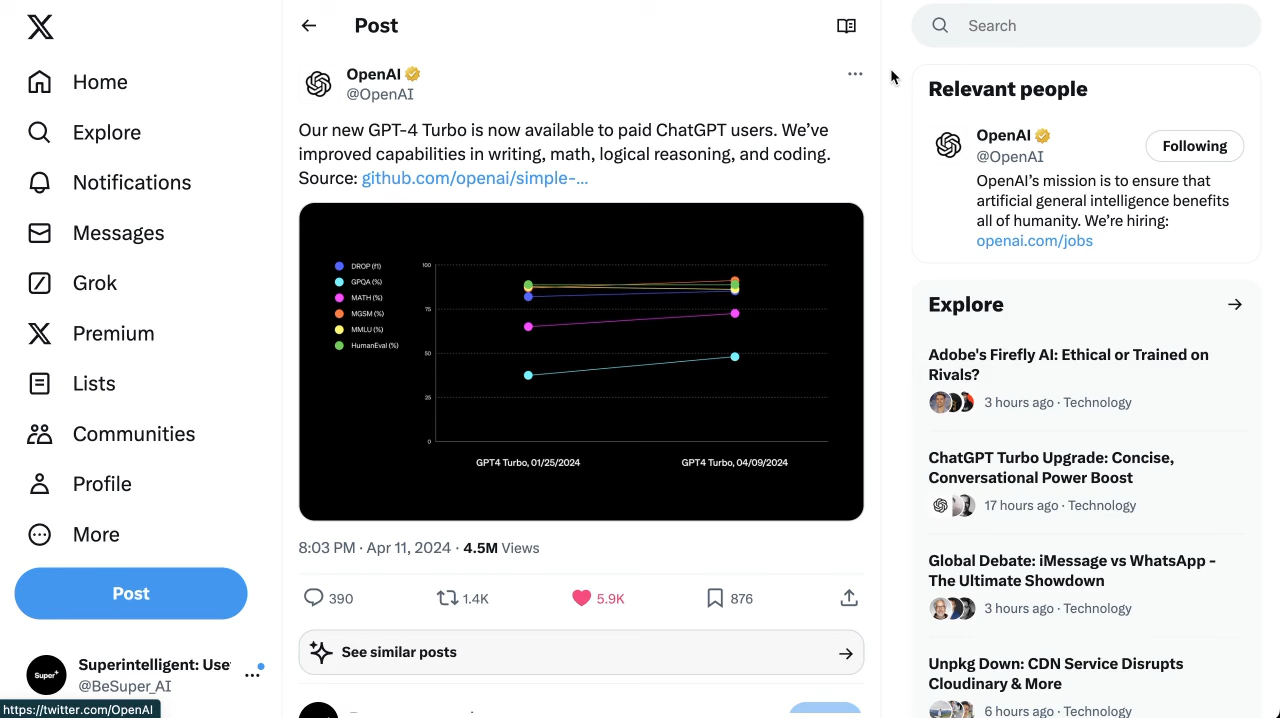 Home
Explore
Notifications
Messages
Grok
Premium
Lists
Communities
Profile
More
Post
Superintelligent: Use
@BeSuper_AI
https://twitter.com/OpenAI
Post
OpenAI
@OpenAI
Our new GPT-4 Turbo is now available to paid ChatGPT users. We’ve
improved capabilities in writing, math, logical reasoning, and coding.
Source: github.com/openai/simple-...
DROP (f1)
GPQA (%)
MATH (%)
MGSM (%)
MMLU (%)
HumanEval (%)
100
75
50
25
0
GPT4 Turbo, 01/25/2024
GPT4 Turbo, 04/09/2024
8:03 PM · Apr 11, 2024 · 4.5M Views
390
1.4K
5.9K
876
See similar posts
Search
Relevant people
OpenAI
@OpenAI
Following
OpenAI’s mission is to ensure that
artificial general intelligence benefits
all of humanity. We’re hiring:
openai.com/jobs
Explore
Adobe's Firefly AI: Ethical or Trained on
Rivals?
3 hours ago · Technology
ChatGPT Turbo Upgrade: Concise,
Conversational Power Boost
17 hours ago · Technology
Global Debate: iMessage vs WhatsApp -
The Ultimate Showdown
3 hours ago · Technology
Unpkg Down: CDN Service Disrupts
Cloudinary & More
6 hours ago · Technology
Super+